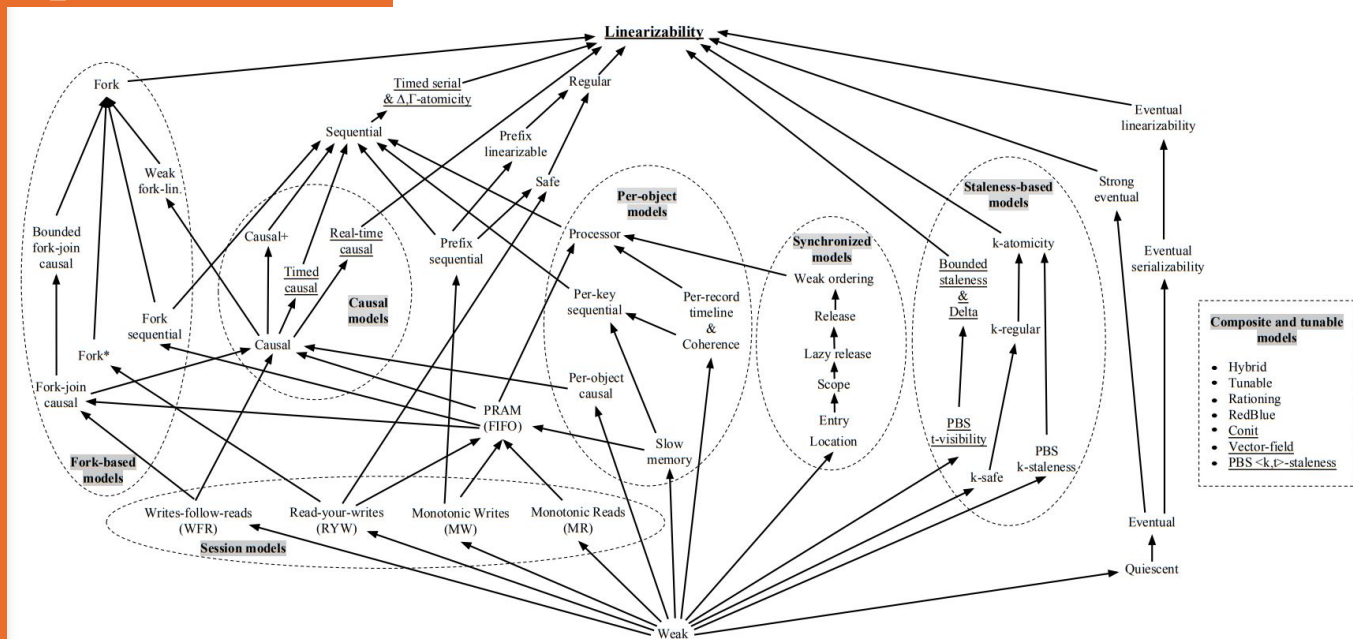 Linearizability
Fork
Timed serial
& Δ,Γ-atomicity
Regular
Sequential
Prefix
linearizable
Eventual
linearizability
Weak
fork-lin.
Safe
Per-object
models
Staleness-based
models
Strong
eventual
Bounded
fork-join
causal
Causal+
Real-time
causal
Prefix
sequential
Processor
Synchronized
models
k-atomicity
Eventual
serializability
Timed
causal
Causal
models
Weak ordering
Bounded
staleness
&
Delta
Per-key
sequential
Per-record
timeline
&
Coherence
Release
k-regular
Fork
sequential
Causal
Lazy release
Fork*
Fork-join
causal
Per-object
causal
Scope
PRAM
(FIFO)
Entry
Location
Slow
memory
PBS
t-visibility
PBS
k-staleness
k-safe
Fork-based
models
Writes-follow-reads
(WFR)
Read-your-writes
(RYW)
Monotonic Writes
(MW)
Monotonic Reads
(MR)
Session models
Eventual
Quiescent
Weak
Composite and tunable
models
• Hybrid
• Tunable
• Rationing
• RedBlue
• Conit
• Vector-field
• PBS <k,t>-staleness